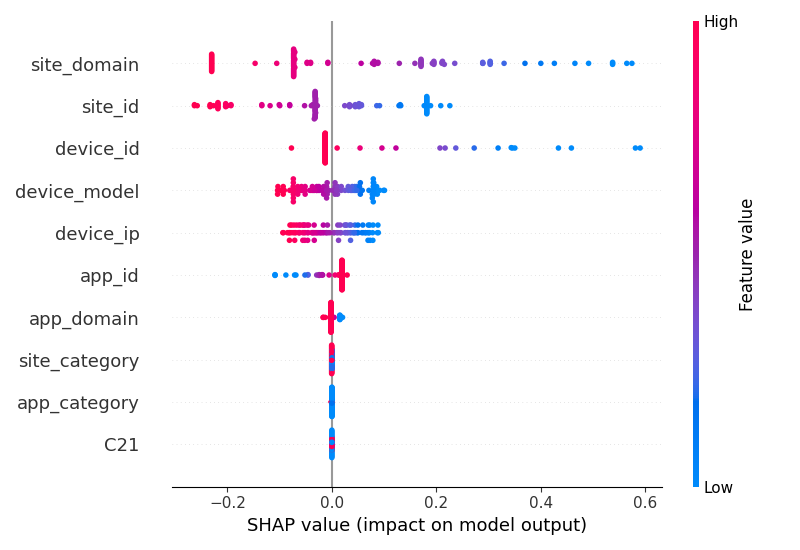 High
site_domain
site_id
device_id
device_model
device_ip
app_id
app_domain
site_category
app_category
C21
Feature value
Low
−0.2 0.0 0.2 0.4 0.6
SHAP value (impact on model output)